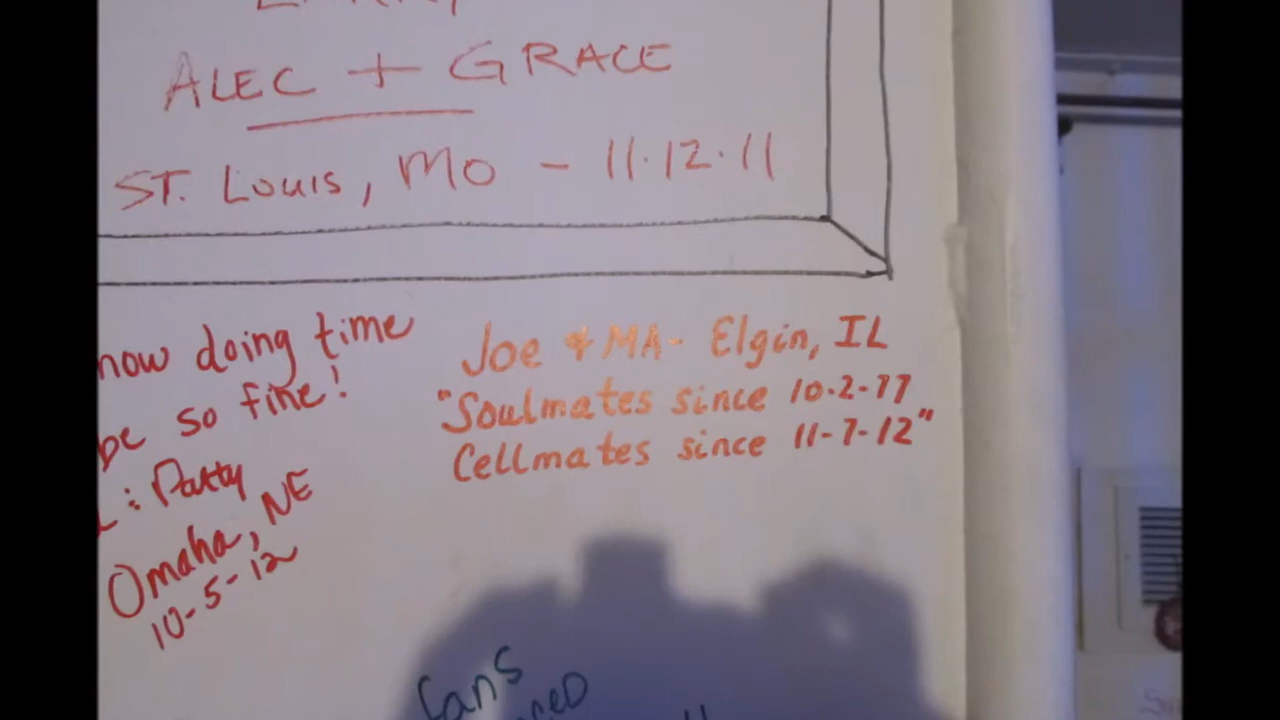 ALEC + GRACE
ST. LOUIS, MO - 11.12.11
now doing time
be so fine!
: Patty
Omaha, NE
10-5-12
Joe & MA- Elgin, IL
"Soulmates since 10.2-77
Cellmates since 11-7-12"
fans